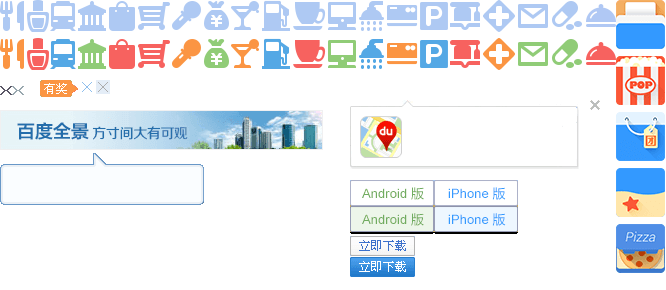 P
P
有奖
POP
百度全景 方寸间大有可观
du
团
Android 版 iPhone 版
Android 版 iPhone 版
立即下载
立即下载
Pizza